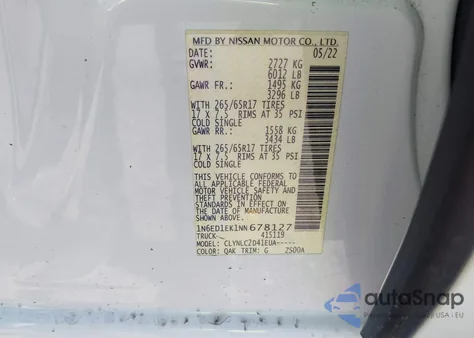 MFD BY NISSAN MOTOR CO., LTD.
DATE: 05/22
GVWR: 2727 KG
6012 LB
GAWR FR.: 1495 KG
3296 LB
WITH 265/65R17 TIRES
17 X 7.5 RIMS AT 35 PSI
COLD SINGLE
GAWR RR.: 1558 KG
3434 LB
WITH 265/65R17 TIRES
17 X 7.5 RIMS AT 35 PSI
COLD SINGLE
THIS VEHICLE CONFORMS TO
ALL APPLICABLE FEDERAL
MOTOR VEHICLE SAFETY AND
THEFT PREVENTION
STANDARDS IN EFFECT ON
THE DATE OF MANUFACTURE
SHOWN ABOVE.
1N6ED1EK1NN678127
TRUCK 415119
MODEL: CLYNLC2D41EUA-----
COLOR: QAK TRIM: G 2S00A
autoSnap